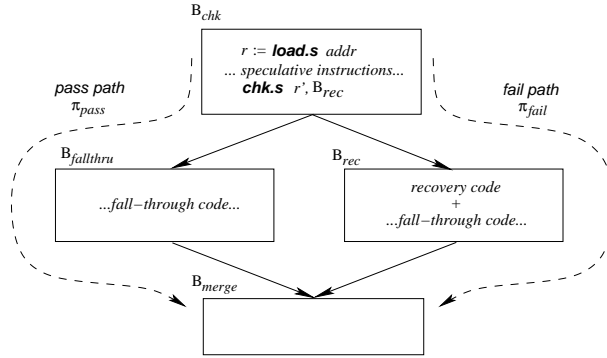 B_chk
r := load.s addr
... speculative instructions...
chk.s r', B_rec
pass path
π_pass
fail path
π_fail
B_fallthru
B_rec
...fall−through code...
recovery code
+
...fall−through code...
B_merge